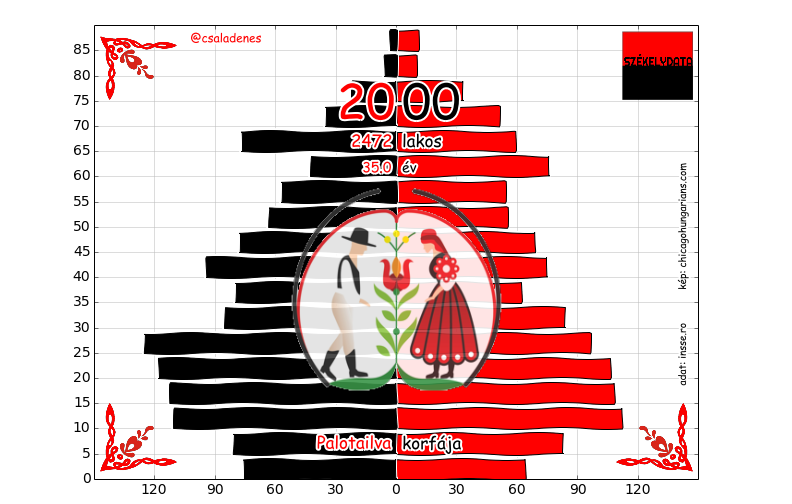 @csaladenes
SZÉKELYDATA
2000
2472 lakos
35.0 év
kép: chicagohungarians.com
adat: insse.ro
Palotailva korfája
85
80
75
70
65
60
55
50
45
40
35
30
25
20
15
10
5
0
120 90 60 30 0 30 60 90 120